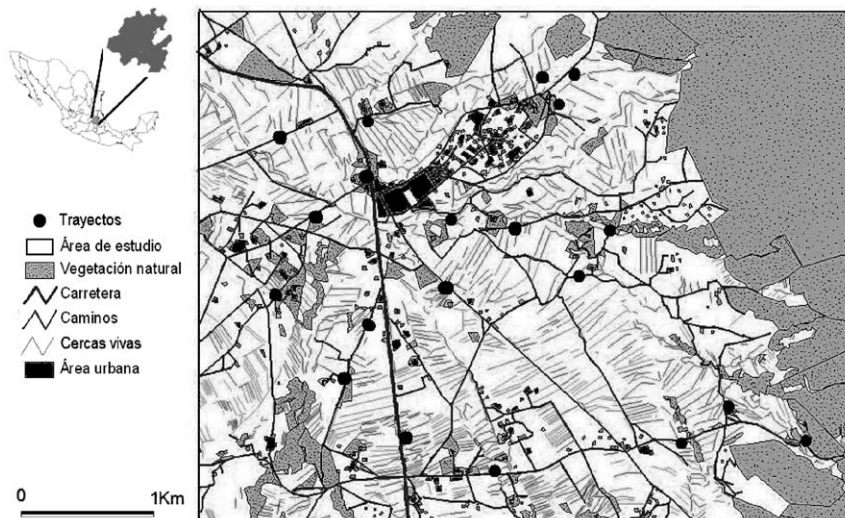 Trayectos
Área de estudio
Vegetación natural
Carretera
Caminos
Cercas vivas
Área urbana
0 1Km